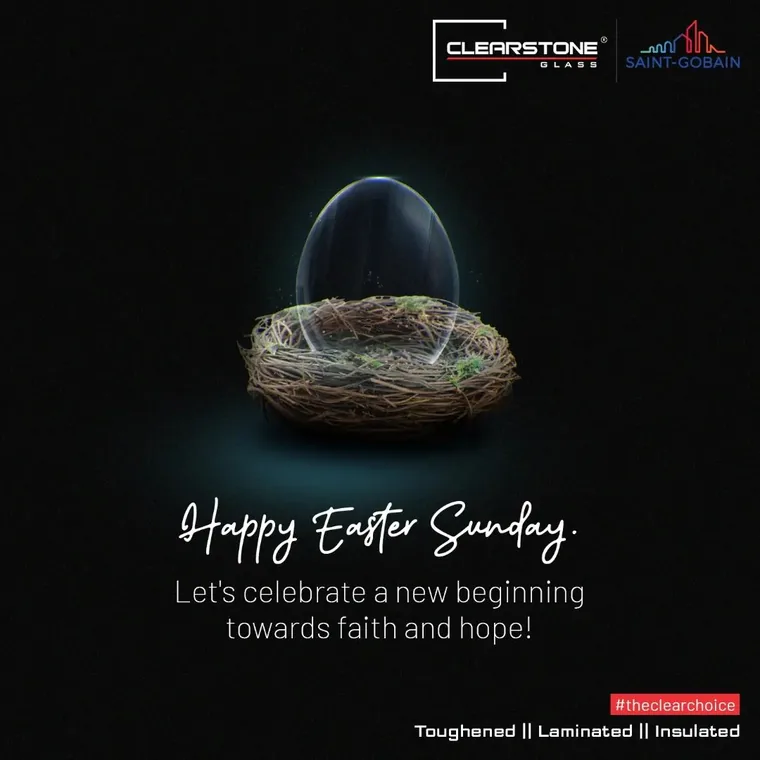 CLEARSTONE®
GLASS
SAINT-GOBAIN
Happy Easter Sunday.
Let's celebrate a new beginning
towards faith and hope!
#theclearchoice
Toughened || Laminated || Insulated